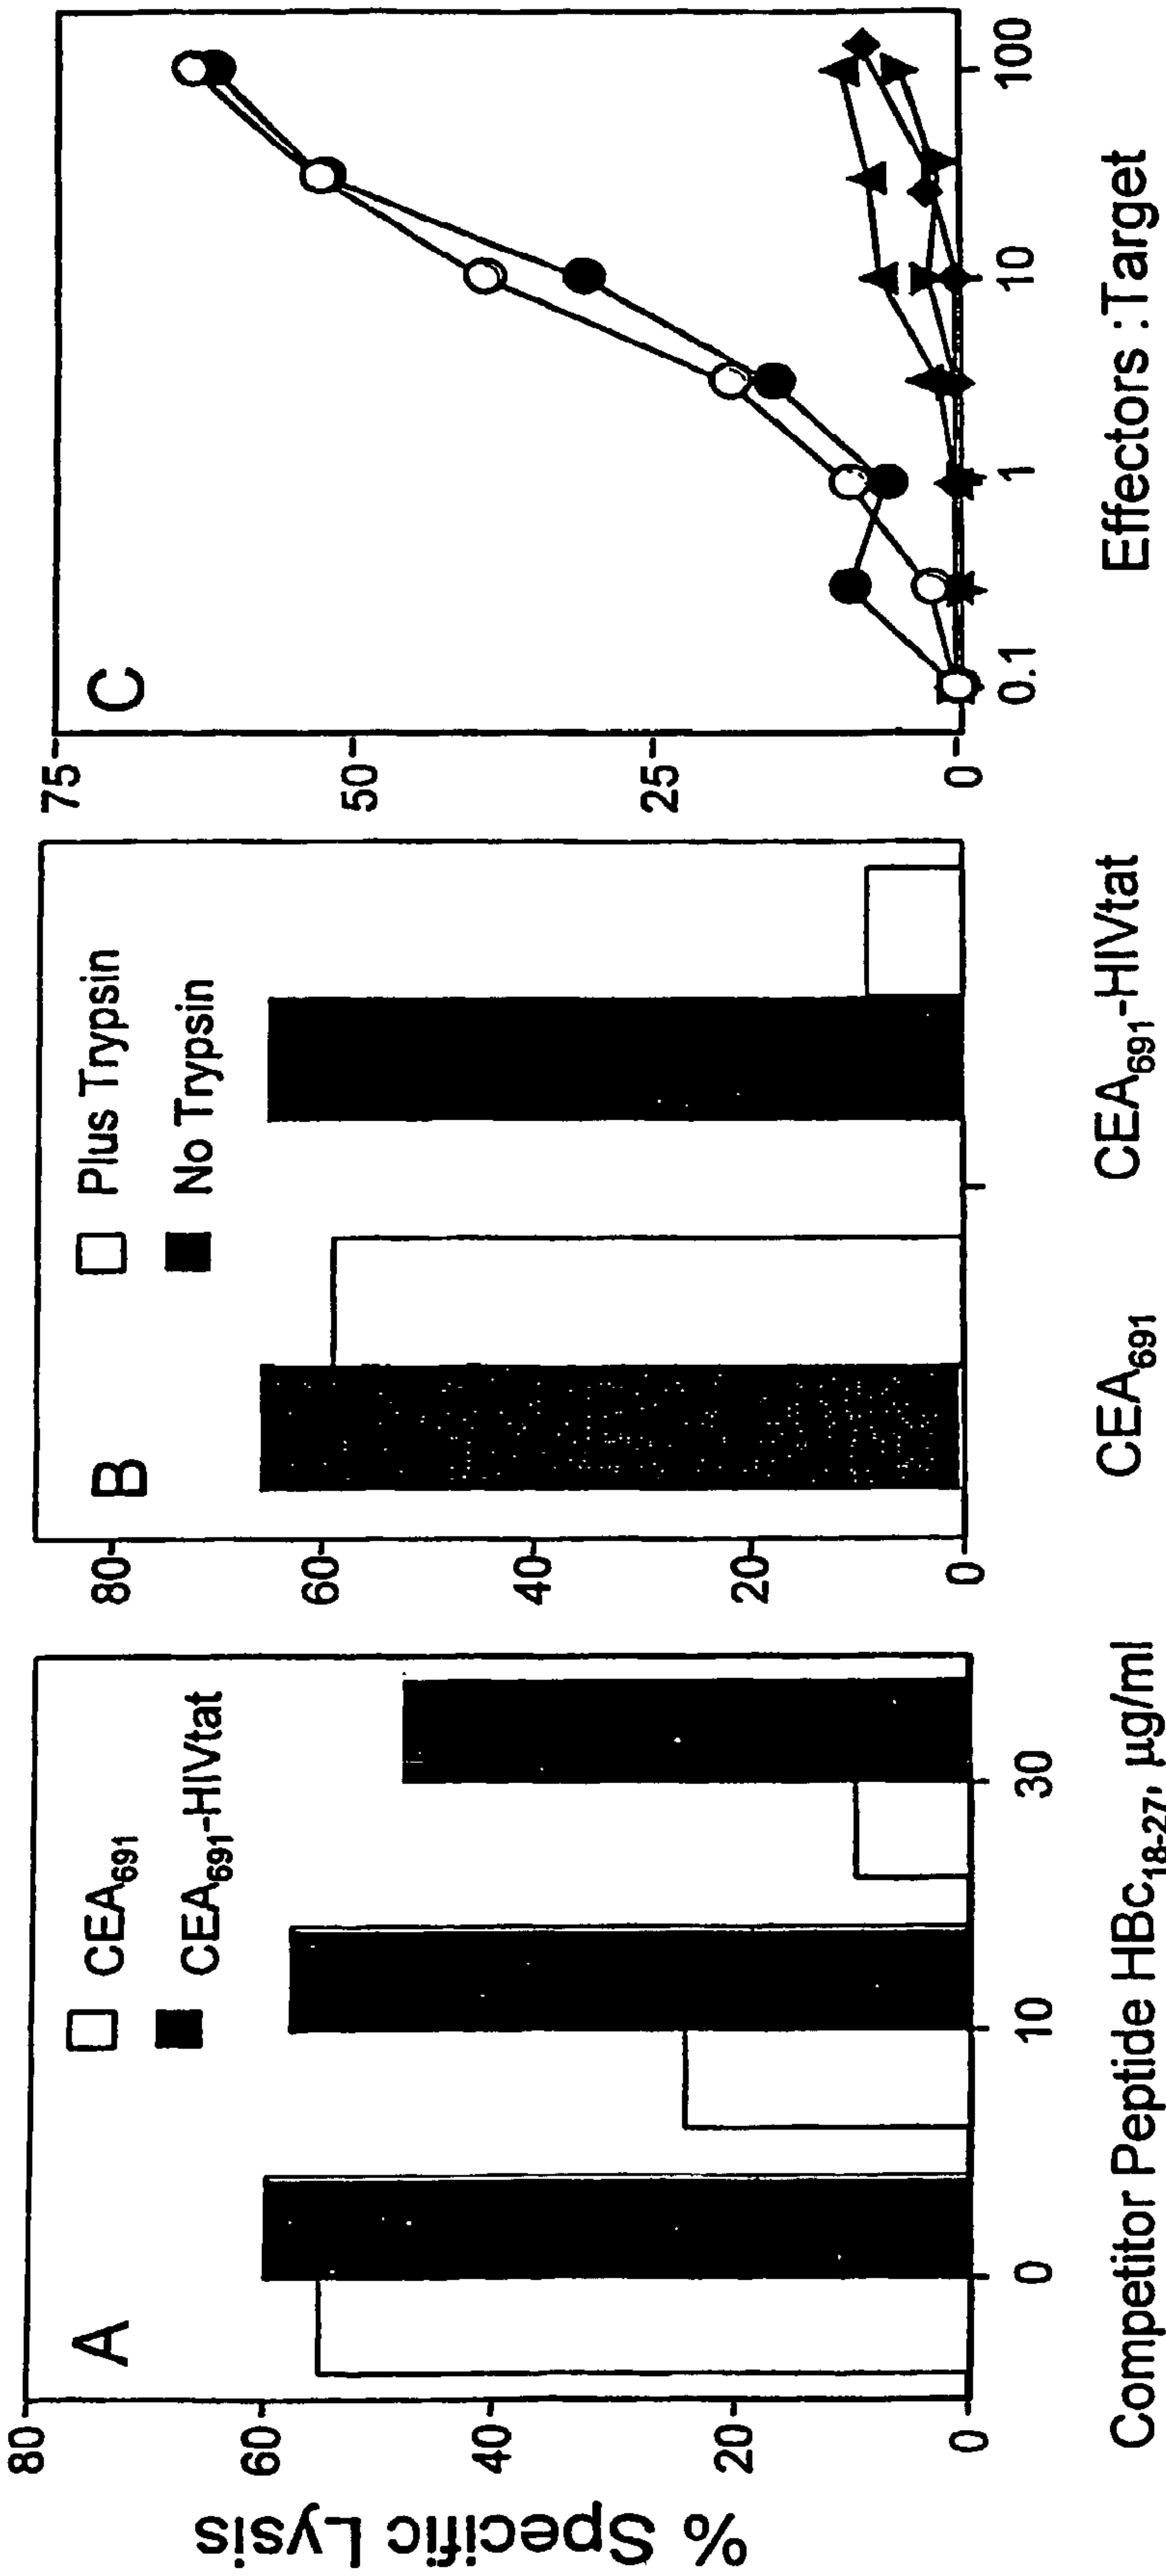 % Specific Lysis
A
CEA691
CEA691-HIVtat
80
60
40
20
0
0
10
30
Competitor Peptide HBc18-27, µg/ml
B
Plus Trypsin
No Trypsin
80
60
40
20
0
CEA691
CEA691-HIVtat
C
75
50
25
0
0.1
1
10
100
Effectors :Target